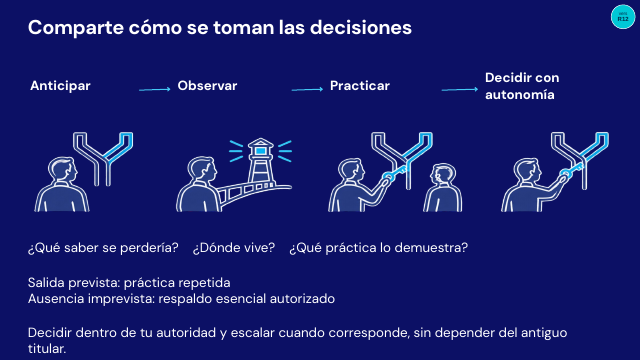 Comparte cómo se toman las decisiones
Anticipar
Observar
Practicar
Decidir con
autonomía
¿Qué saber se perdería? ¿Dónde vive? ¿Qué práctica lo demuestra?
Salida prevista: práctica repetida
Ausencia imprevista: respaldo esencial autorizado
Decidir dentro de tu autoridad y escalar cuando corresponde, sin depender del antiguo
titular.
R12